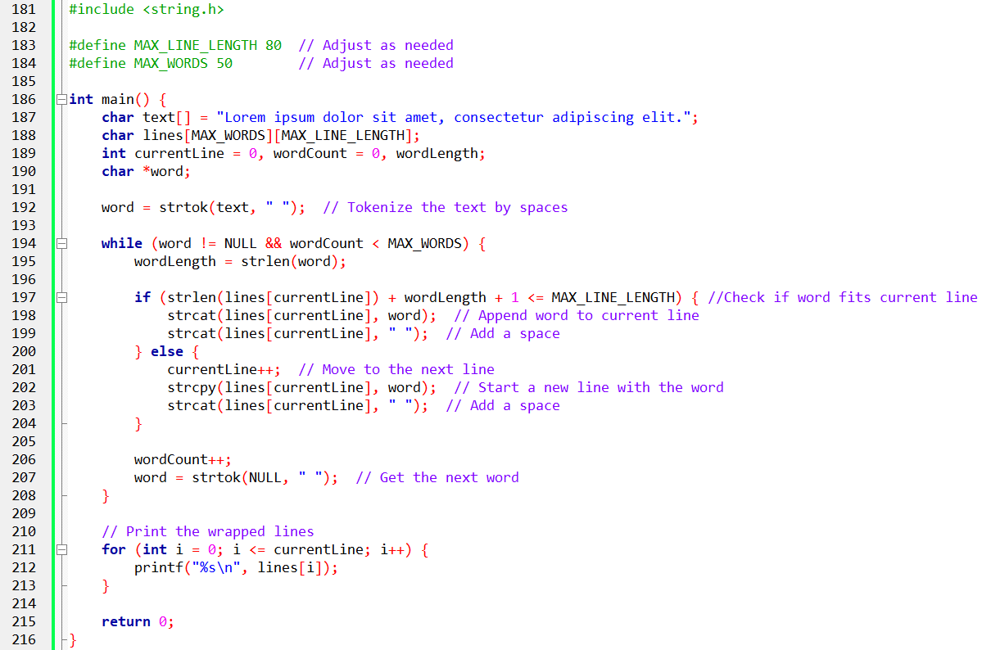 181 #include <string.h>
182
183 #define MAX_LINE_LENGTH 80  // Adjust as needed
184 #define MAX_WORDS 50        // Adjust as needed
185
186 int main() {
187     char text[] = "Lorem ipsum dolor sit amet, consectetur adipiscing elit.";
188     char lines[MAX_WORDS][MAX_LINE_LENGTH];
189     int currentLine = 0, wordCount = 0, wordLength;
190     char *word;
191
192     word = strtok(text, " ");  // Tokenize the text by spaces
193
194     while (word != NULL && wordCount < MAX_WORDS) {
195         wordLength = strlen(word);
196
197         if (strlen(lines[currentLine]) + wordLength + 1 <= MAX_LINE_LENGTH) { //Check if word fits current line
198             strcat(lines[currentLine], word);  // Append word to current line
199             strcat(lines[currentLine], " ");  // Add a space
200         } else {
201             currentLine++;  // Move to the next line
202             strcpy(lines[currentLine], word);  // Start a new line with the word
203             strcat(lines[currentLine], " ");  // Add a space
204         }
205
206         wordCount++;
207         word = strtok(NULL, " ");  // Get the next word
208     }
209
210     // Print the wrapped lines
211     for (int i = 0; i <= currentLine; i++) {
212         printf("%s\n", lines[i]);
213     }
214
215     return 0;
216 }